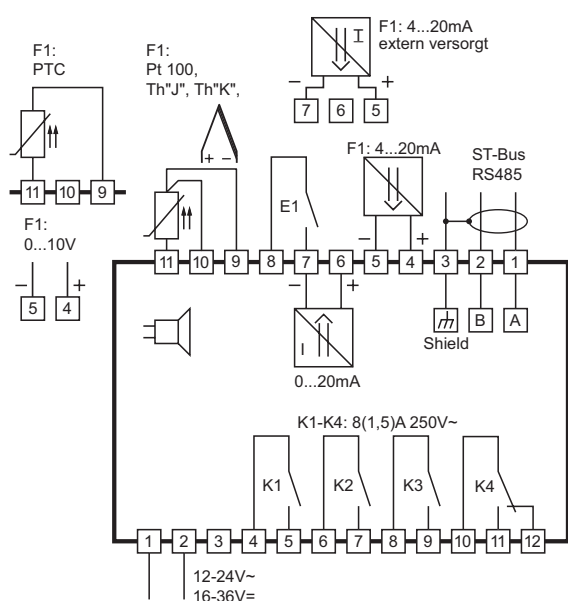 F1:
PTC
11 10 9
F1:
0...10V
− +
5 4
F1:
Pt 100,
Th"J", Th"K",
+ −
I
F1: 4...20mA
extern versorgt
− +
7 6 5
E1
F1: 4...20mA
− +
ST-Bus
RS485
11 10 9 8 7 6 5 4 3 2 1
− +
I
0...20mA
Shield
B A
K1-K4: 8(1,5)A 250V~
K1 K2 K3 K4
1 2 3 4 5 6 7 8 9 10 11 12
12-24V~
16-36V=